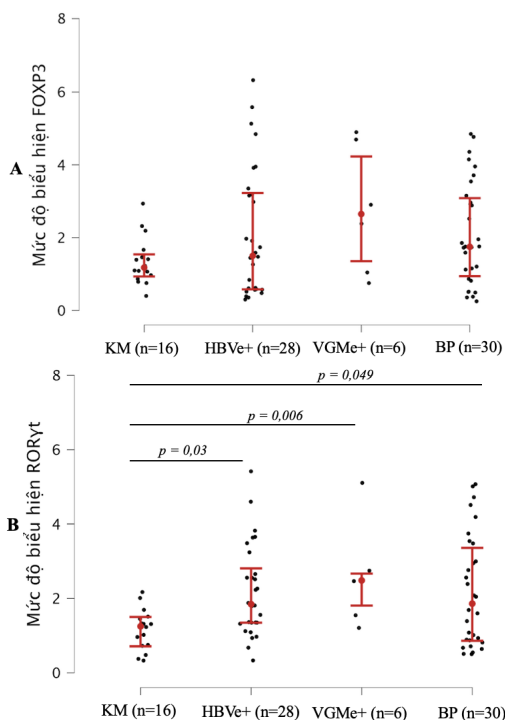 8
6
4
2
0
Mức độ biểu hiện FOXP3
A
KM (n=16) HBVe+ (n=28) VGMe+ (n=6) BP (n=30)
p = 0,049
p = 0,006
p = 0,03
8
6
4
2
0
Mức độ biểu hiện RORγt
B
KM (n=16) HBVe+ (n=28) VGMe+ (n=6) BP (n=30)